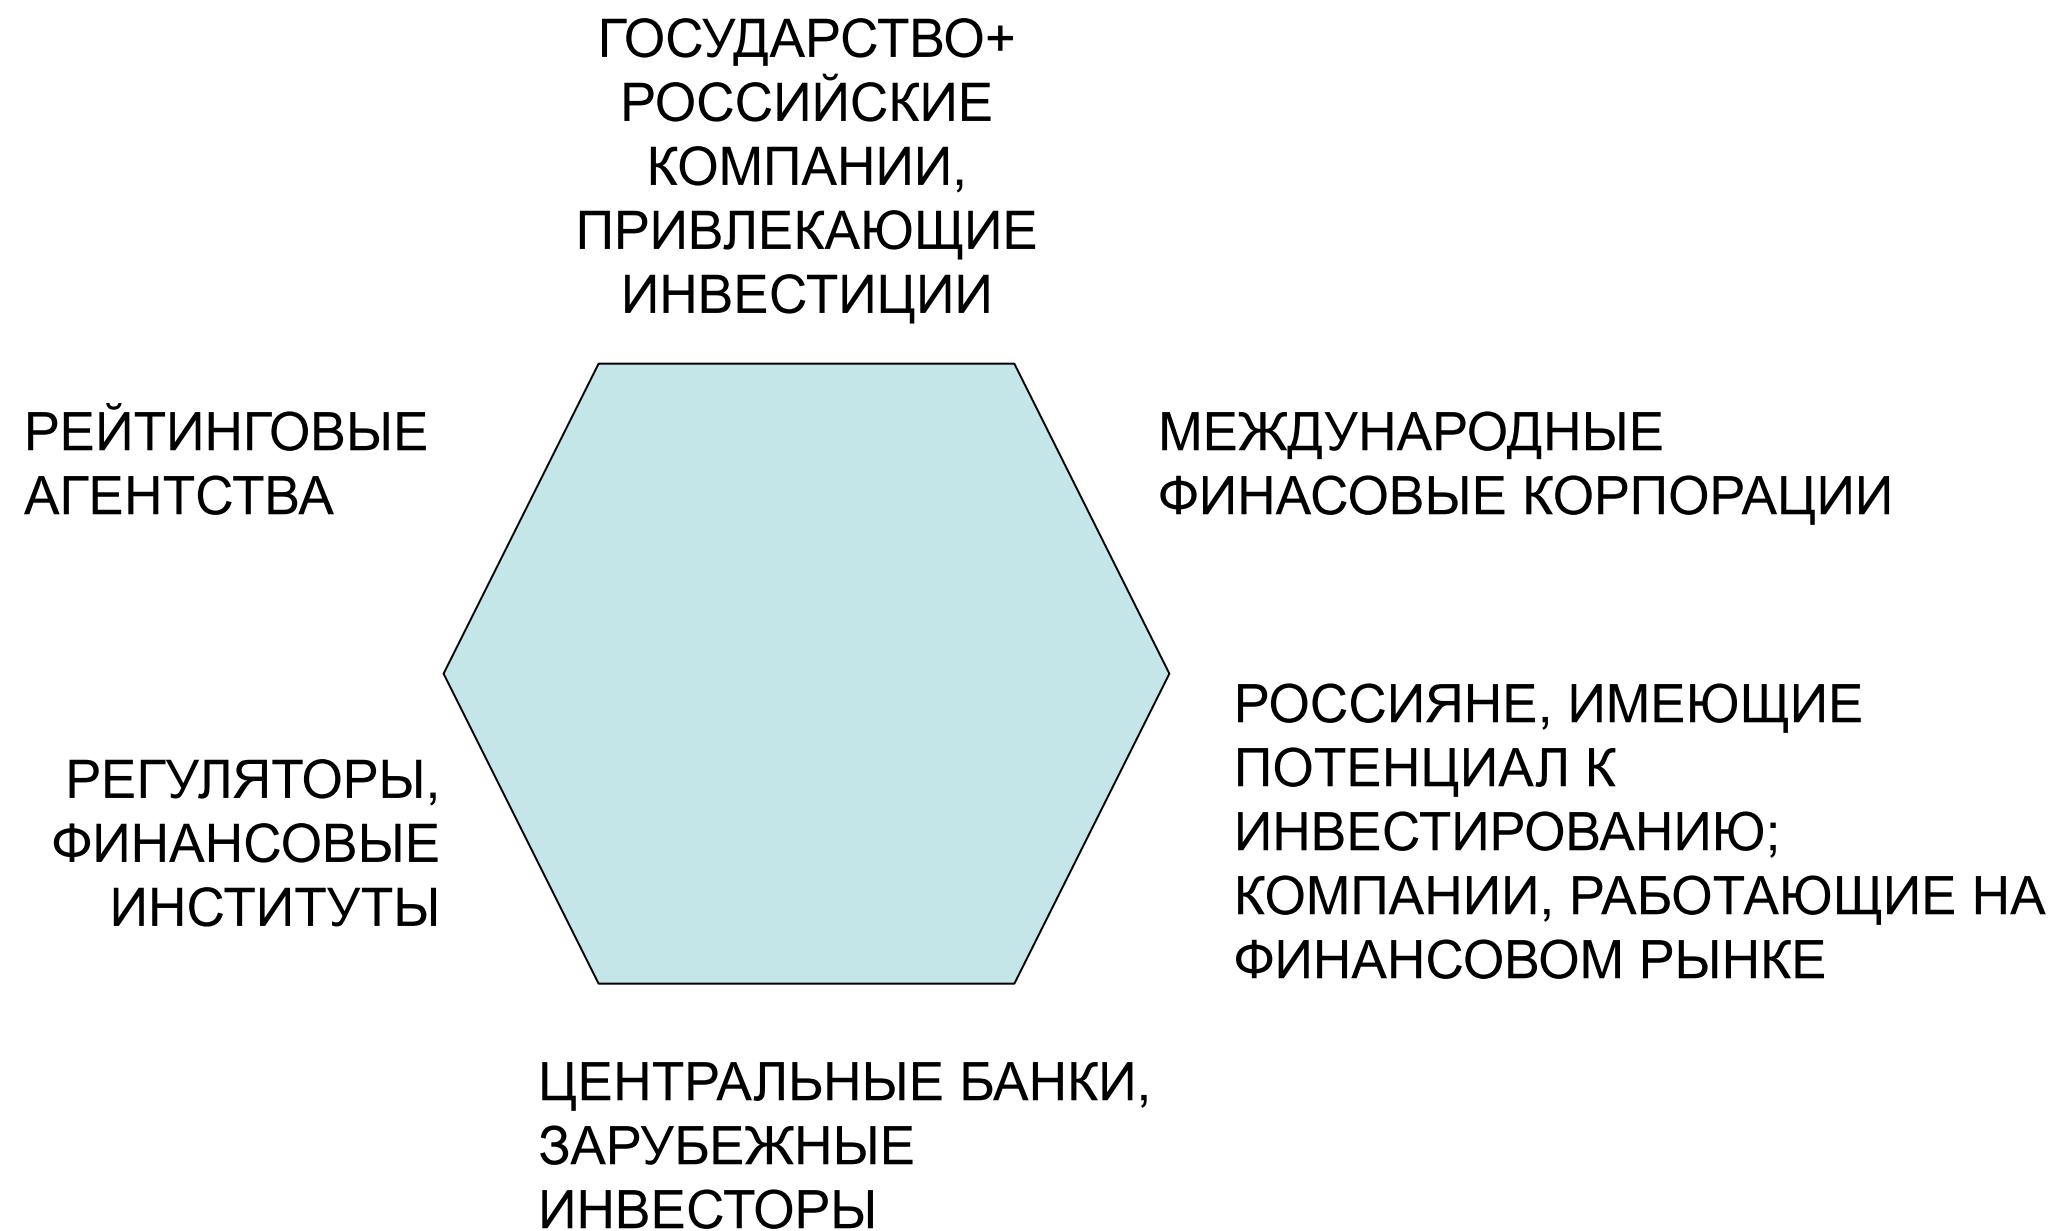 ГОСУДАРСТВО+
РОССИЙСКИЕ
КОМПАНИИ,
ПРИВЛЕКАЮЩИЕ
ИНВЕСТИЦИИ
РЕЙТИНГОВЫЕ
АГЕНТСТВА
МЕЖДУНАРОДНЫЕ
ФИНАСОВЫЕ КОРПОРАЦИИ
РОССИЯНЕ, ИМЕЮЩИЕ
ПОТЕНЦИАЛ К
ИНВЕСТИРОВАНИЮ;
КОМПАНИИ, РАБОТАЮЩИЕ НА
ФИНАНСОВОМ РЫНКЕ
РЕГУЛЯТОРЫ,
ФИНАНСОВЫЕ
ИНСТИТУТЫ
ЦЕНТРАЛЬНЫЕ БАНКИ,
ЗАРУБЕЖНЫЕ
ИНВЕСТОРЫ